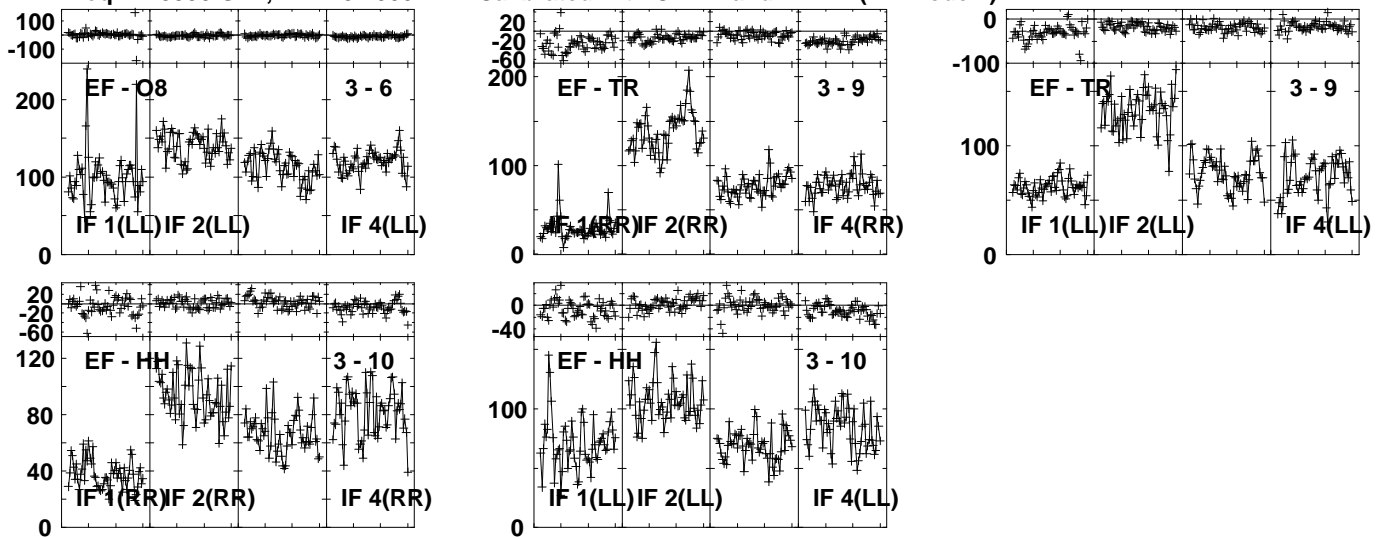 100
-100
EF - O8
3 - 6
200
100
0
IF 1(LL)
IF 2(LL)
IF 4(LL)
20
-20
-60
EF - TR
3 - 9
200
100
0
IF 1(RR)
IF 2(RR)
IF 4(RR)
0
-100
EF - TR
3 - 9
100
0
IF 1(LL)
IF 2(LL)
IF 4(LL)
20
-20
-60
EF - HH
3 - 10
120
80
40
0
IF 1(RR)
IF 2(RR)
IF 4(RR)
0
-40
EF - HH
3 - 10
100
0
IF 1(LL)
IF 2(LL)
IF 4(LL)